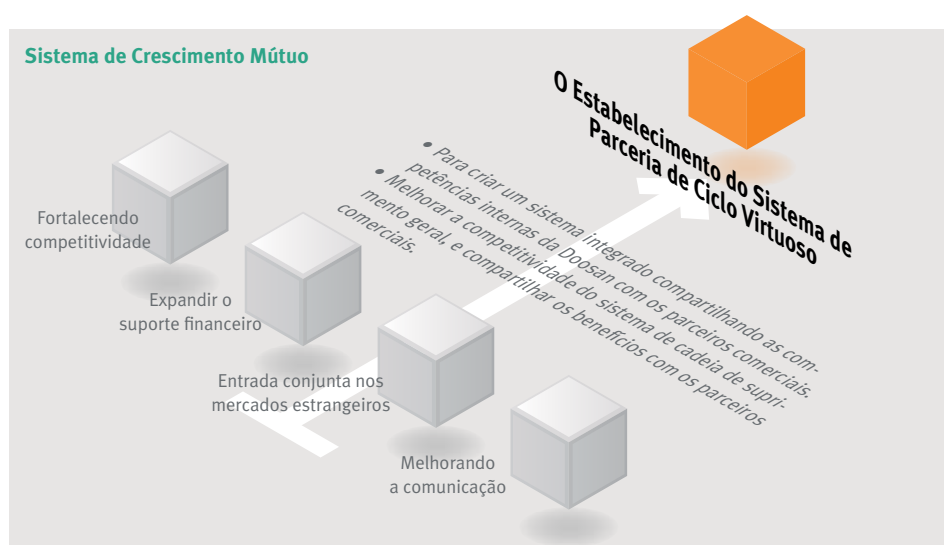 Sistema de Crescimento Mútuo
O Estabelecimento do Sistema de
Parceria de Ciclo Virtuoso
• Para criar um sistema integrado compartilhando as com-
petências internas da Doosan com os parceiros comerciais.
• Melhorar a competitividade do sistema de cadeia de supri-
mento geral, e compartilhar os benefícios com os parceiros
comerciais.
Fortalecendo
competitividade
Expandir o
suporte financeiro
Entrada conjunta nos
mercados estrangeiros
Melhorando
a comunicação